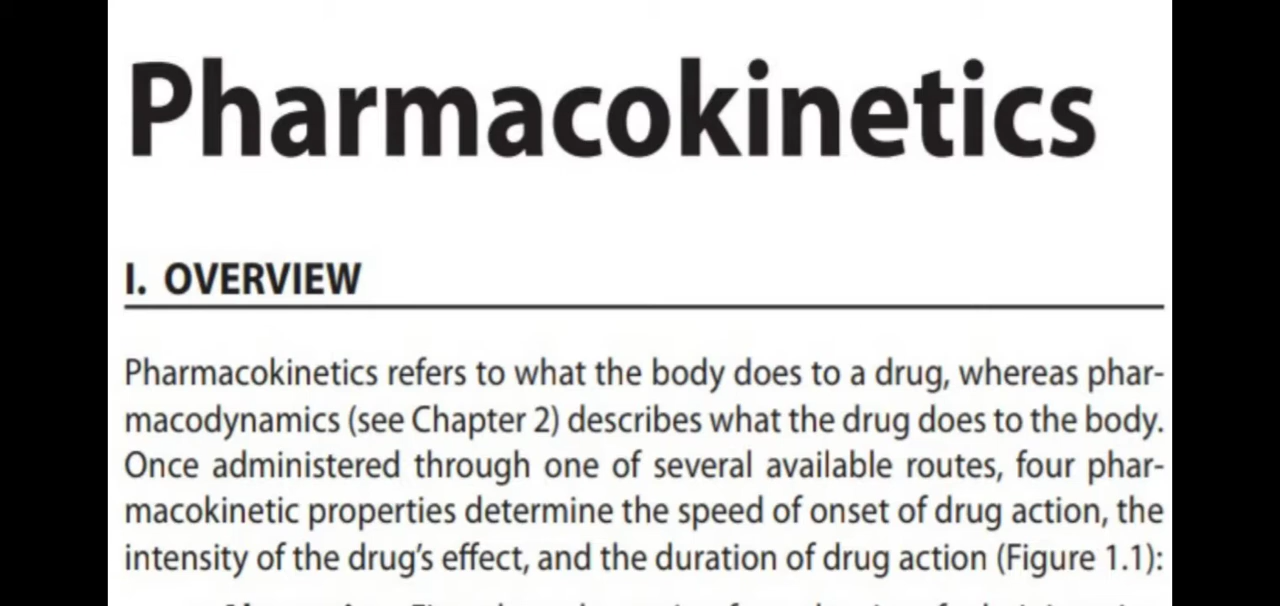 Pharmacokinetics
I. OVERVIEW
Pharmacokinetics refers to what the body does to a drug, whereas phar-
macodynamics (see Chapter 2) describes what the drug does to the body.
Once administered through one of several available routes, four phar-
macokinetic properties determine the speed of onset of drug action, the
intensity of the drug’s effect, and the duration of drug action (Figure 1.1):